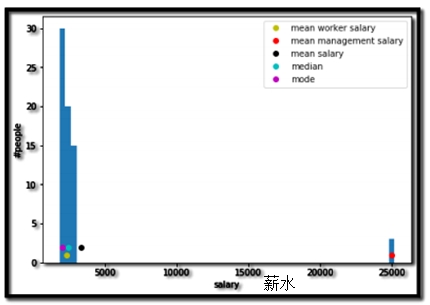 mean worker salary
mean management salary
mean salary
median
mode
#people
30
25
20
15
10
5
0
5000
10000
15000
20000
25000
salary
薪水